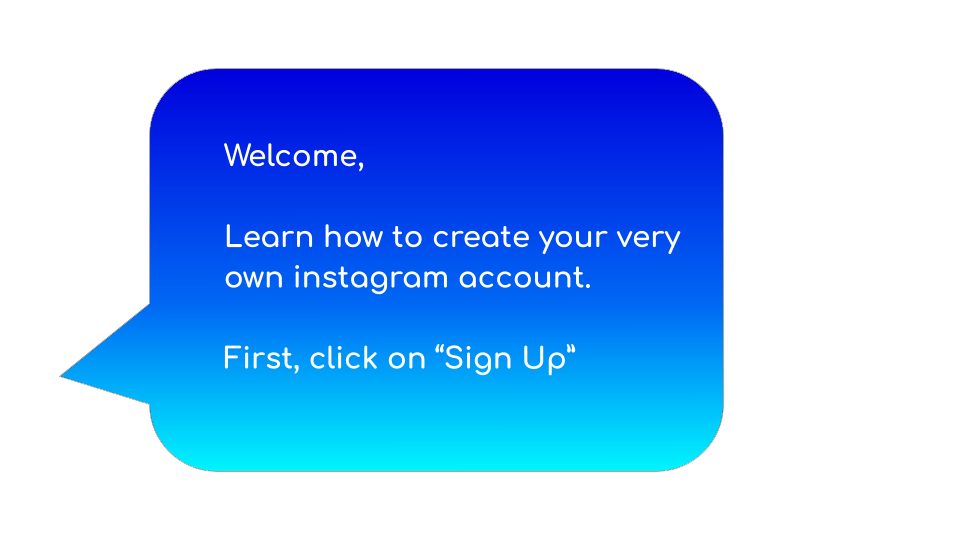 Welcome,
Learn how to create your very
own instagram account.
First, click on “Sign Up”